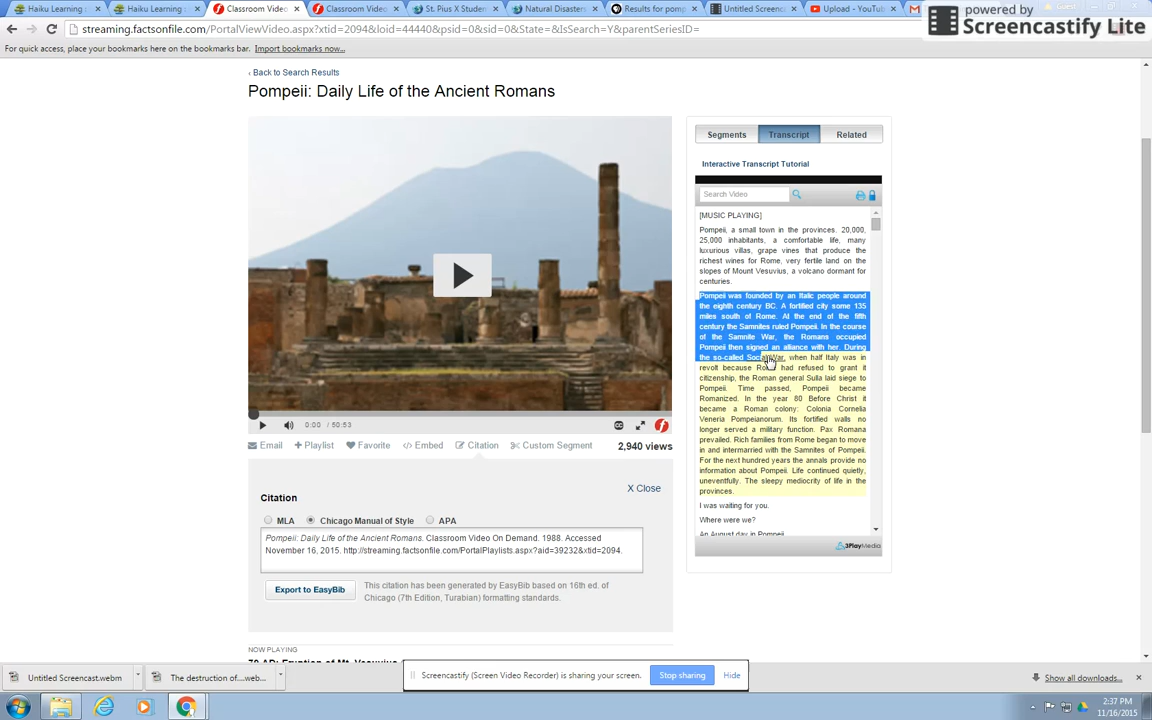 Haiku Learning :
Haiku Learning :
Classroom Video
Classroom Video
St. Pius X Studen
Natural Disasters
Results for pomp
Untitled Screenc
Upload - YouTub
powered by
Screencastify Lite
streaming.factsonfile.com/PortalViewVideo.aspx?xtid=2094&loid=44440&psid=0&sid=0&State=&IsSearch=Y&parentSeriesID=
For quick access, place your bookmarks here on the bookmarks bar. Import bookmarks now...
‹ Back to Search Results
Pompeii: Daily Life of the Ancient Romans
Segments
Transcript
Related
Interactive Transcript Tutorial
Search Video
[MUSIC PLAYING]
Pompeii, a small town in the provinces. 20,000,
25,000 inhabitants, a comfortable life, many
luxurious villas, grape vines that produce the
richest wines for Rome, very fertile land on the
slopes of Mount Vesuvius, a volcano dormant for
centuries.
Pompeii was founded by an Italic people around
the eighth century BC. A fortified city some 135
miles south of Rome. At the end of the fifth
century the Samnites ruled Pompeii. In the course
of the Samnite War, the Romans occupied
Pompeii then signed an alliance with her. During
the so-called Social War, when half Italy was in
revolt because had refused to grant it
citizenship, the Roman general Sulla laid siege to
Pompeii. Time passed, Pompeii became
Romanized. In the year 80 Before Christ it
became a Roman colony: Colonia Cornelia
Veneria Pompeianorum. Its fortified walls no
longer served a military function. Pax Romana
prevailed. Rich families from Rome began to move
in and intermarried with the Samnites of Pompeii.
For the next hundred years the annals provide no
information about Pompeii. Life continued quietly,
uneventfully. The sleepy mediocrity of life in the
provinces.
I was waiting for you.
Where were we?
An August day in Pompeii
3PlayMedia
0:00 / 50:53
Email + Playlist Favorite </> Embed Citation Custom Segment 2,940 views
X Close
Citation
MLA Chicago Manual of Style APA
Pompeii: Daily Life of the Ancient Romans. Classroom Video On Demand. 1988. Accessed
November 16, 2015. http://streaming.factsonfile.com/PortalPlaylists.aspx?aid=39232&xtid=2094.
Export to EasyBib
This citation has been generated by EasyBib based on 16th ed. of
Chicago (7th Edition, Turabian) formatting standards.
NOW PLAYING
79 AD: Eruption of Mt. Vesuvius
Untitled Screencast.webm
The destruction of....web...
Screencastify (Screen Video Recorder) is sharing your screen.
Stop sharing
Hide
Show all downloads...
2:37 PM
11/16/2015